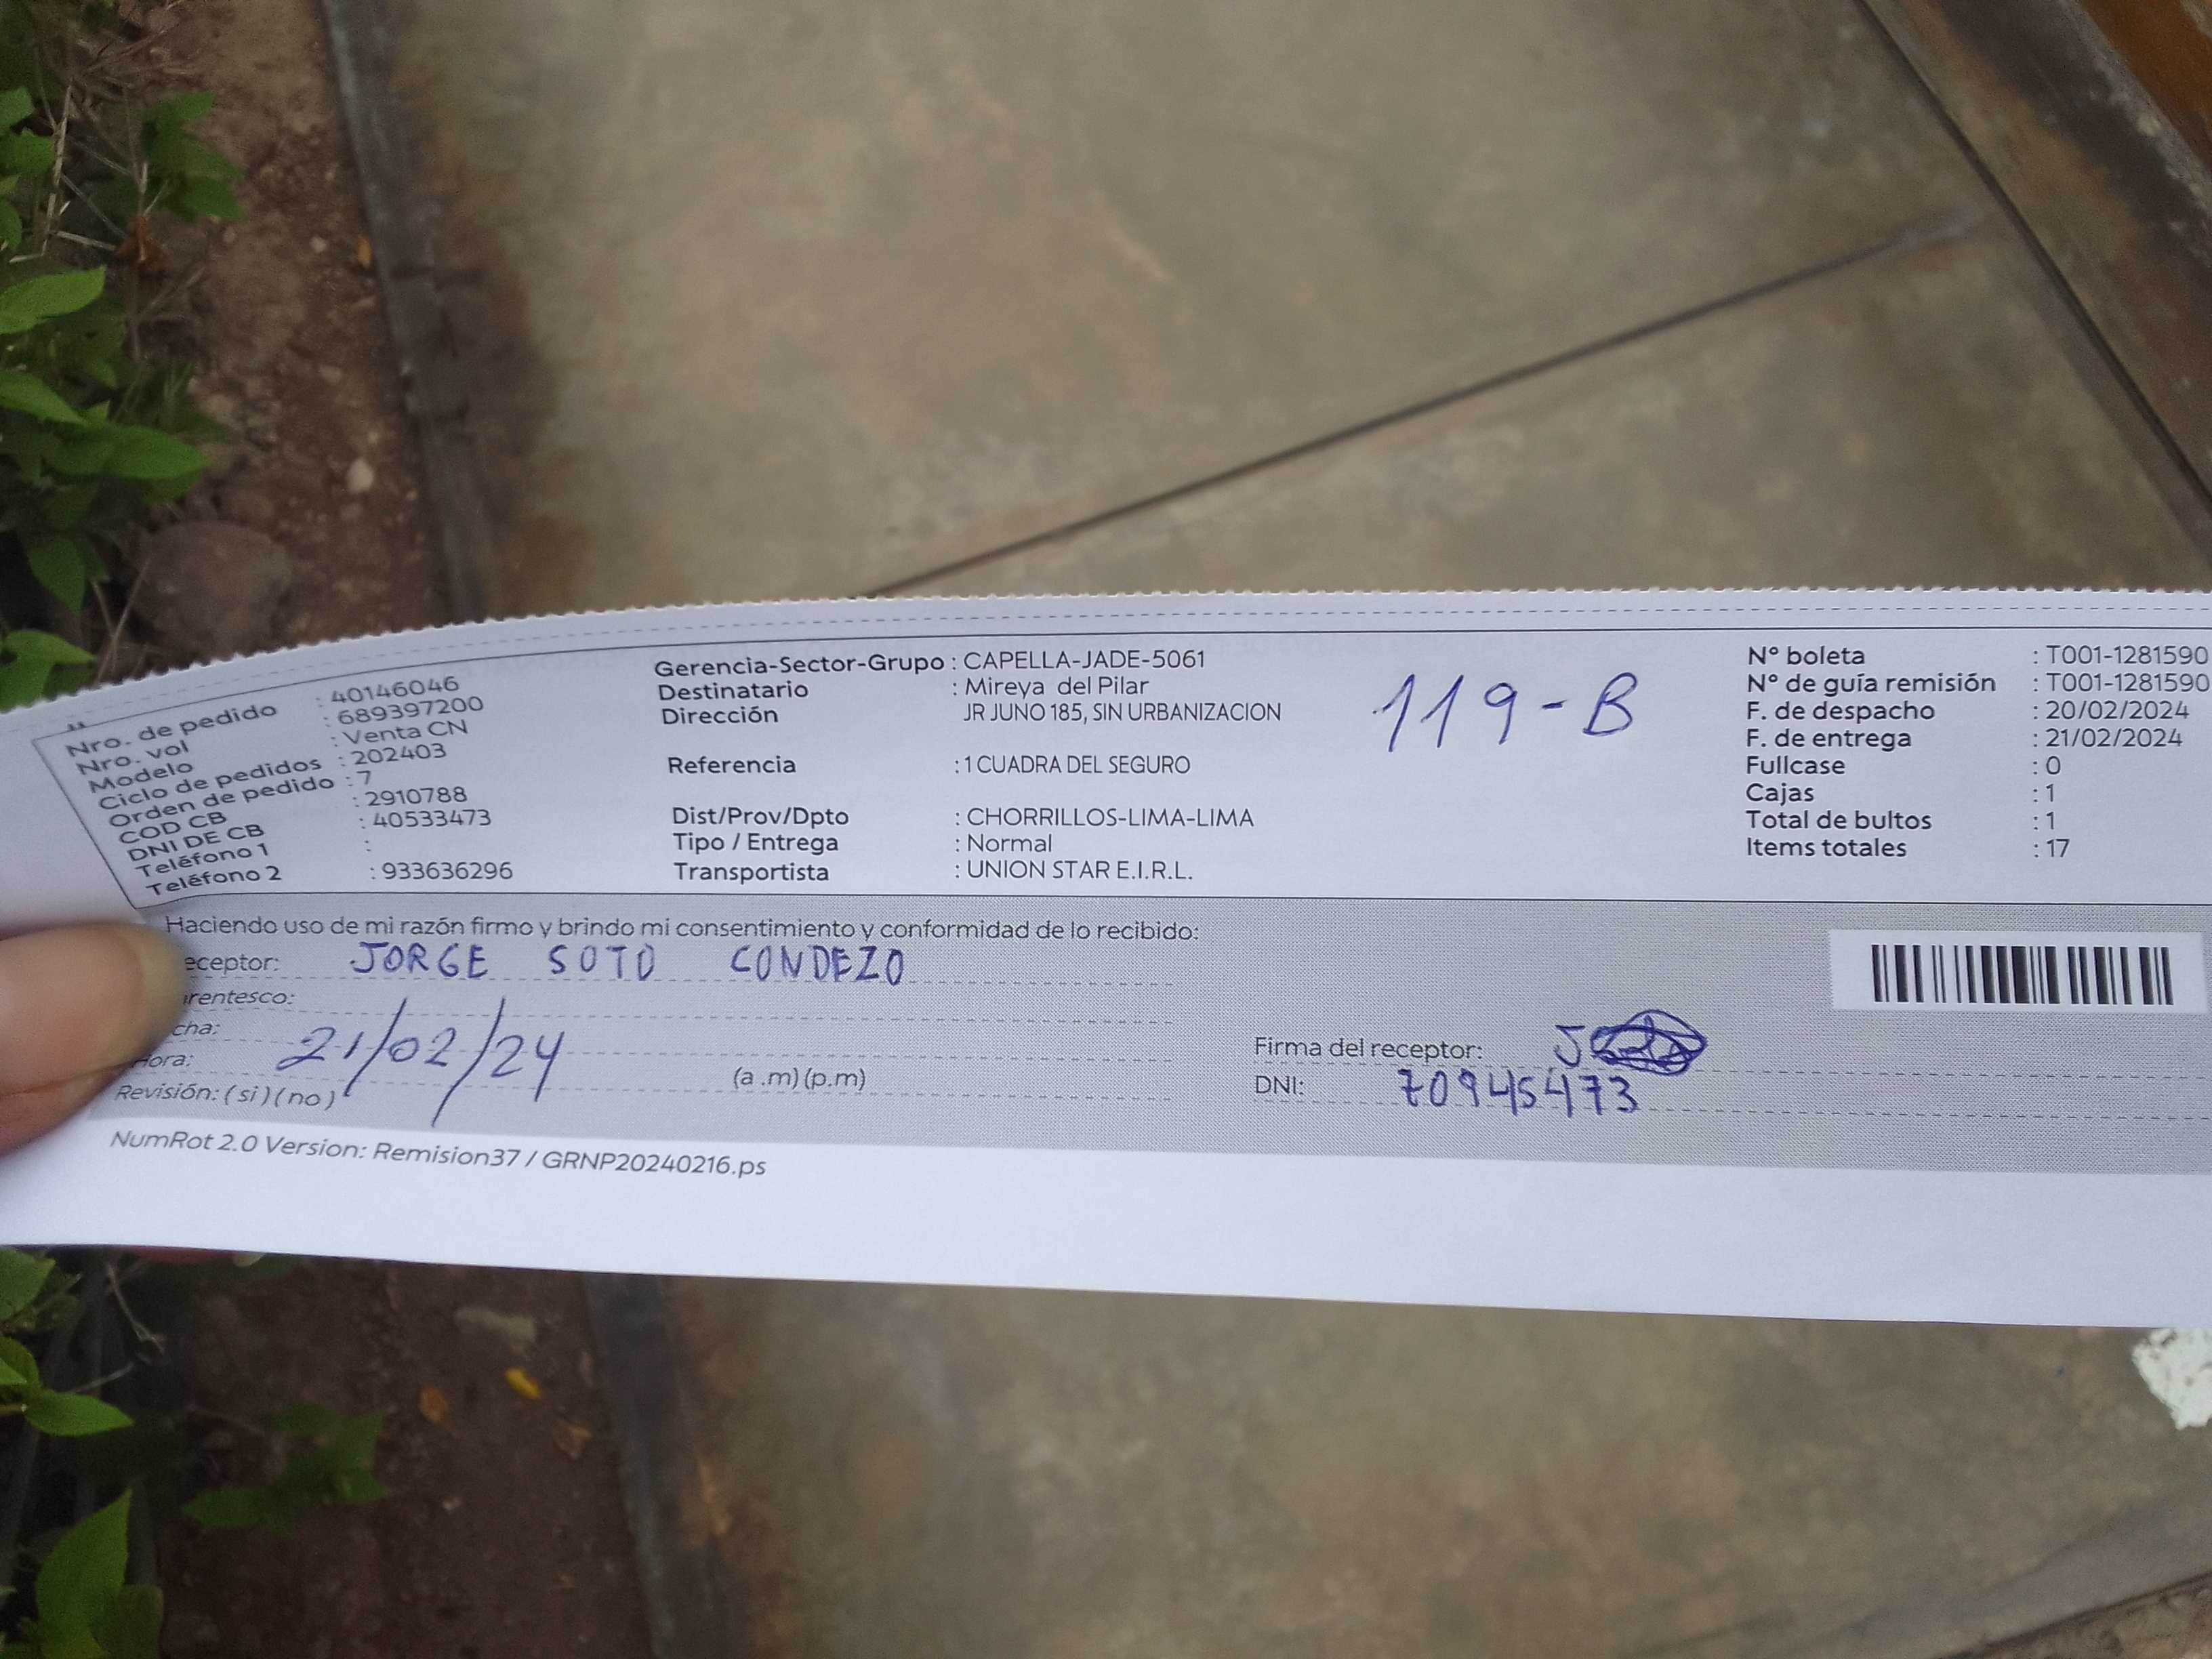 Nro. de pedido : 40146046
Nro. vol : 689397200
Modelo : Venta CN
Ciclo de pedidos : 202403
Orden de pedido : 7
COD CB : 2910788
DNI DE CB : 40533473
Teléfono 1 :
Teléfono 2 : 933636296
Gerencia-Sector-Grupo : CAPELLA-JADE-5061
Destinatario : Mireya del Pilar
Dirección JR JUNO 185, SIN URBANIZACION
Referencia : 1 CUADRA DEL SEGURO
Dist/Prov/Dpto : CHORRILLOS-LIMA-LIMA
Tipo / Entrega : Normal
Transportista : UNION STAR E.I.R.L.
119-B
N° boleta : T001-1281590
N° de guía remisión : T001-1281590
F. de despacho : 20/02/2024
F. de entrega : 21/02/2024
Fullcase : 0
Cajas : 1
Total de bultos : 1
Items totales : 17
Haciendo uso de mi razón firmo y brindo mi consentimiento y conformidad de lo recibido:
eceptor: JORGE SOTO CONDEZO
rentesco:
cha: 21/02/24
Hora: (a .m) (p.m)
Revisión: ( si ) ( no )
Firma del receptor:
DNI: 70945473
NumRot 2.0 Version: Remision37 / GRNP20240216.ps